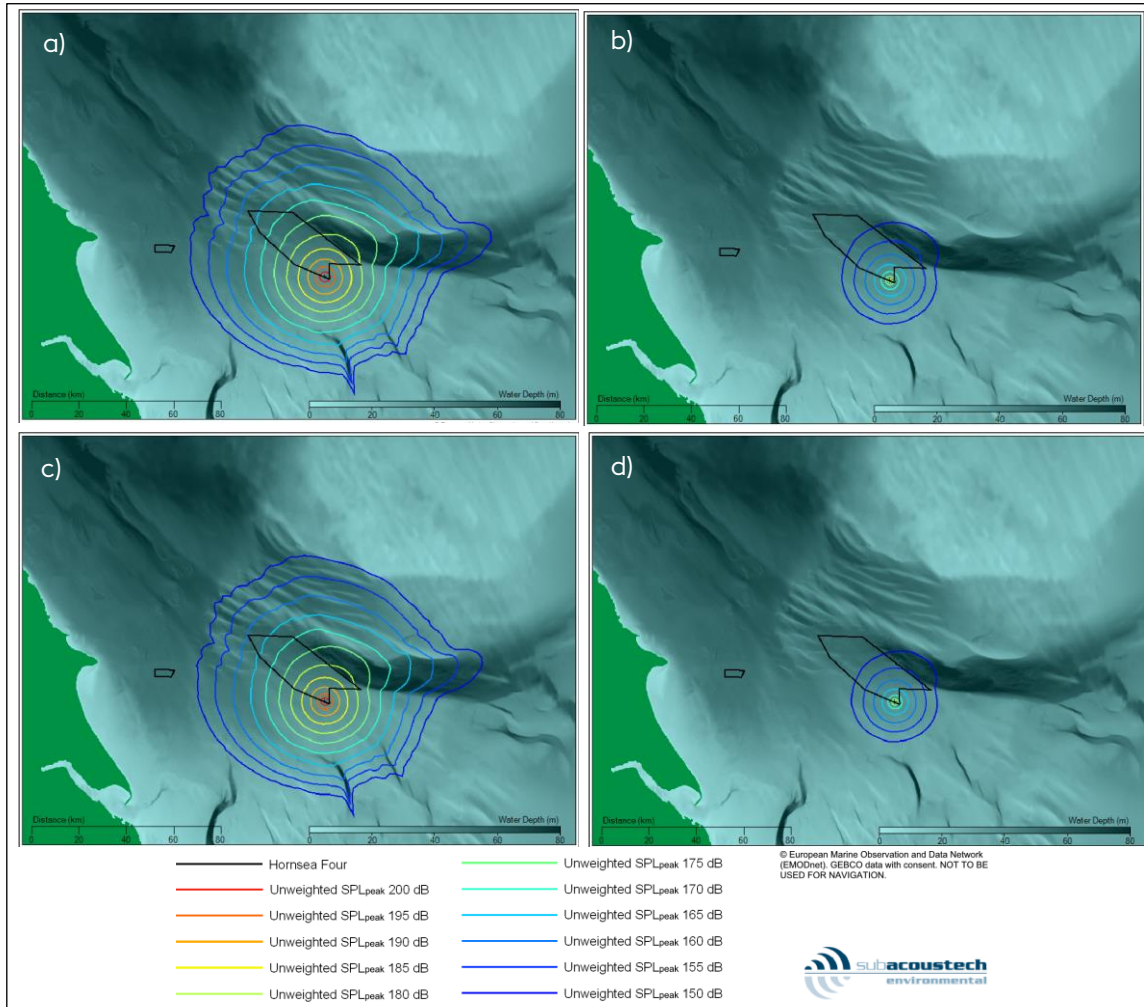 a)
b)
Distance (km)
Water Depth (m)
0 20 40 60 80
0 20 40 60 80
Distance (km)
Water Depth (m)
0 20 40 60 80
0 20 40 60 80
c)
d)
Distance (km)
Water Depth (m)
0 20 40 60 80
0 20 40 60 80
Distance (km)
Water Depth (m)
0 20 40 60 80
0 20 40 60 80
Hornsea Four
Unweighted SPLpeak 200 dB
Unweighted SPLpeak 195 dB
Unweighted SPLpeak 190 dB
Unweighted SPLpeak 185 dB
Unweighted SPLpeak 180 dB
Unweighted SPLpeak 175 dB
Unweighted SPLpeak 170 dB
Unweighted SPLpeak 165 dB
Unweighted SPLpeak 160 dB
Unweighted SPLpeak 155 dB
Unweighted SPLpeak 150 dB
© European Marine Observation and Data Network
(EMODnet). GEBCO data with consent. NOT TO BE
USED FOR NAVIGATION.
subacoustech
environmental